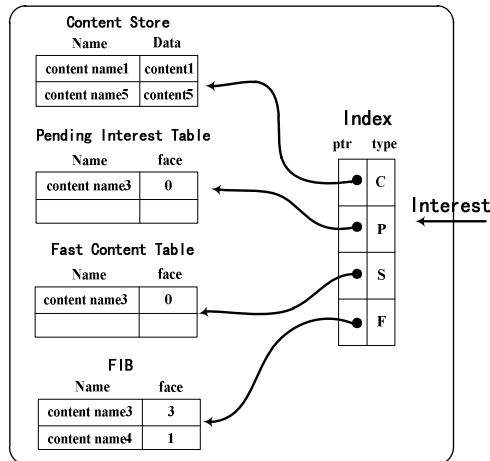 Content Store
Name Data
content name1 content1
content name5 content5
Pending Interest Table
Name face
content name3 0
Fast Content Table
Name face
content name3 0
FIB
Name face
content name3 3
content name4 1
Index
ptr type
C
P
S
F
Interest